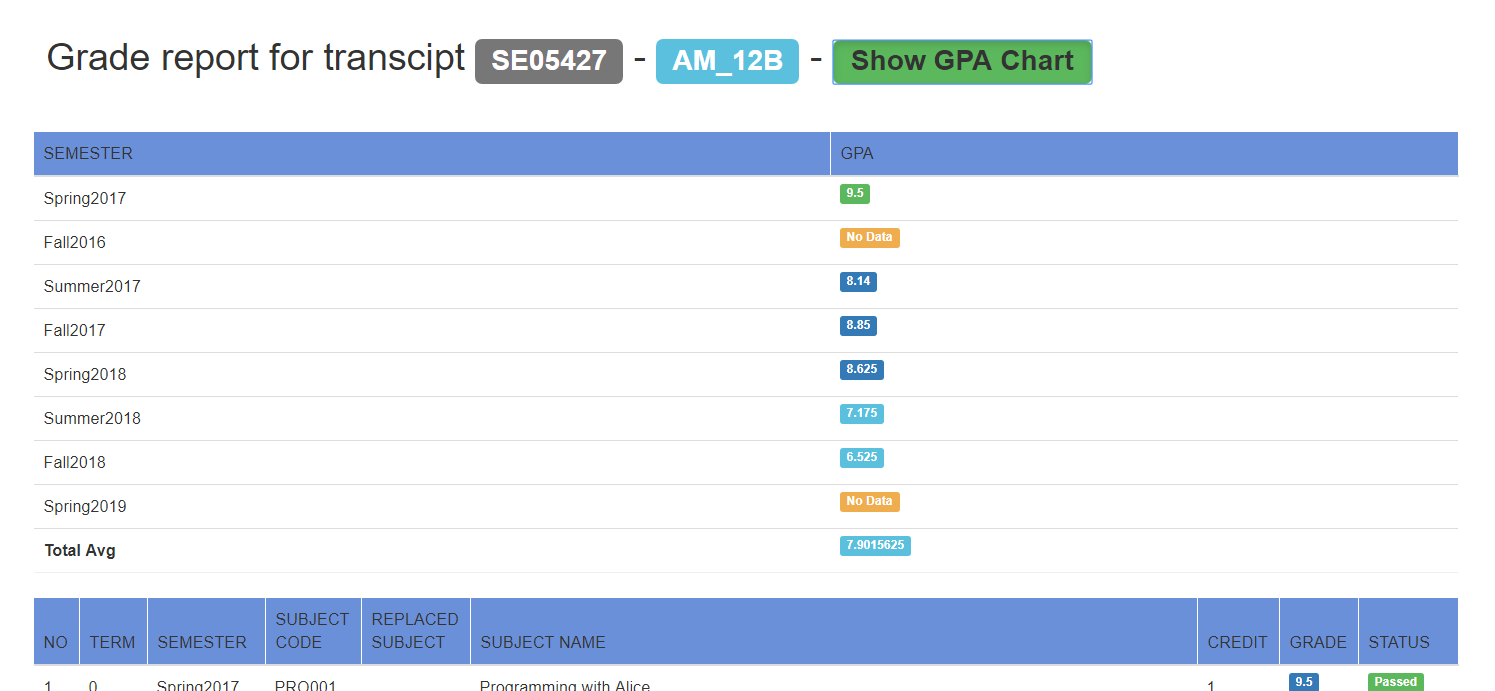 Grade report for transcipt SE05427 - AM_12B - Show GPA Chart
SEMESTER GPA
Spring2017 9.5
Fall2016 No Data
Summer2017 8.14
Fall2017 8.85
Spring2018 8.625
Summer2018 7.175
Fall2018 6.525
Spring2019 No Data
Total Avg 7.9015625
NO TERM SEMESTER SUBJECT CODE REPLACED SUBJECT SUBJECT NAME CREDIT GRADE STATUS
1 0 Spring2017 PRO001 Programming with Alice 1 9.5 Passed